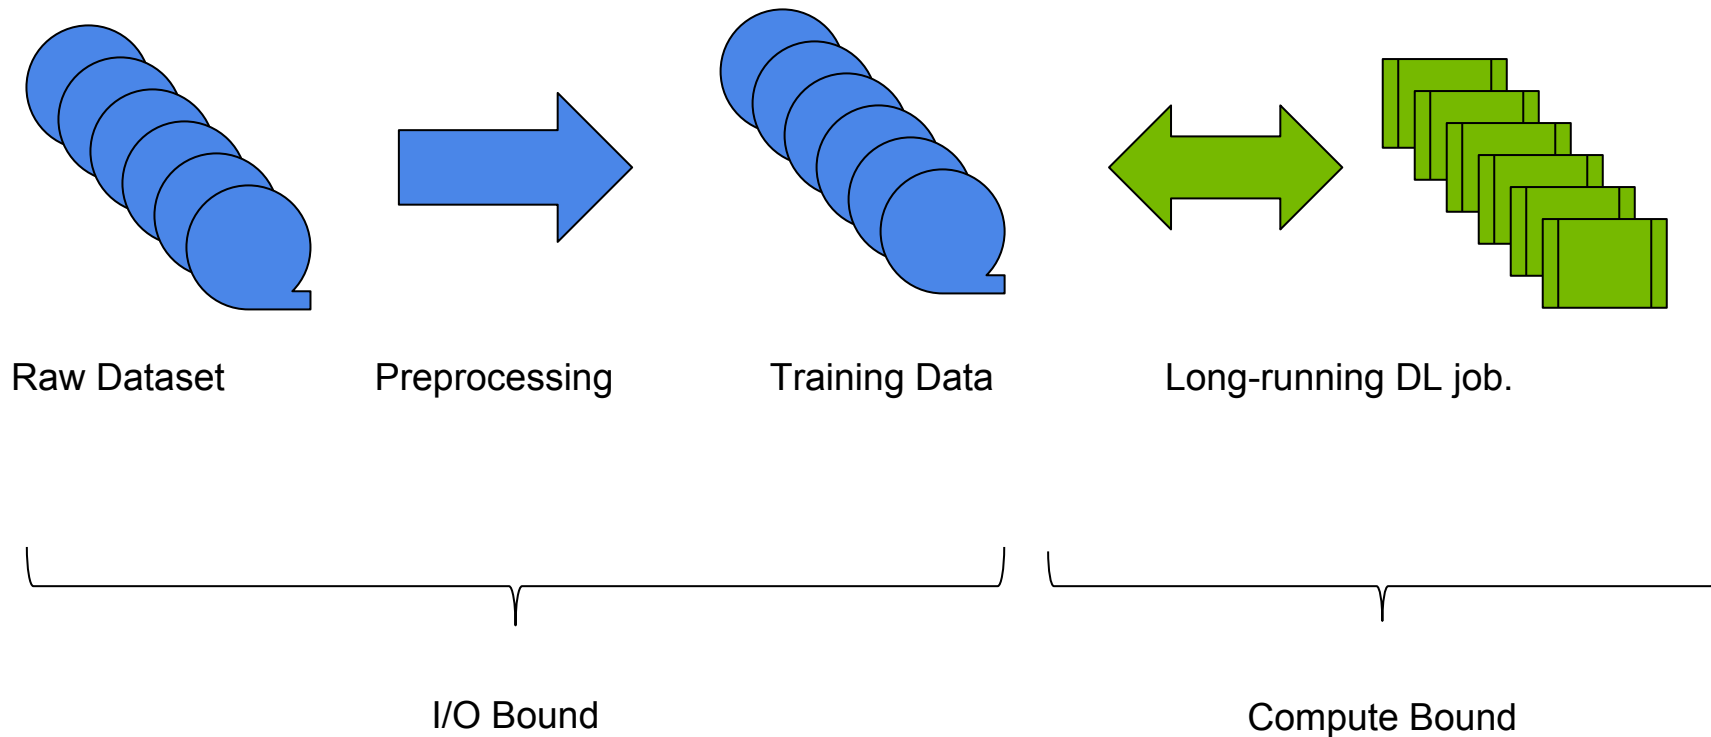 Raw Dataset
Preprocessing
Training Data
Long-running DL job.
I/O Bound
Compute Bound